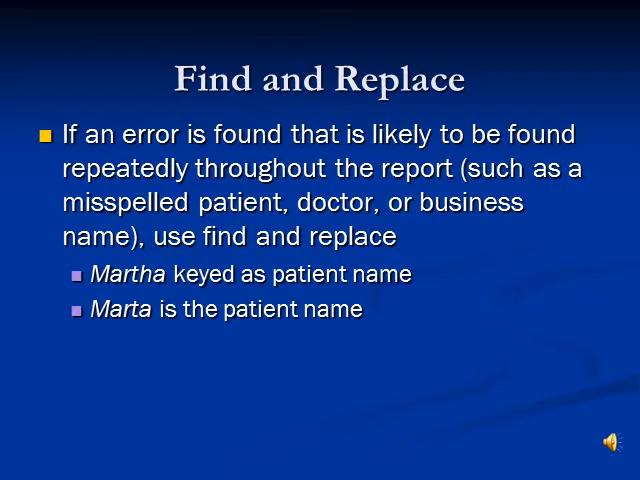 Find and Replace
If an error is found that is likely to be found
repeatedly throughout the report (such as a
misspelled patient, doctor, or business
name), use find and replace
Martha keyed as patient name
Marta is the patient name